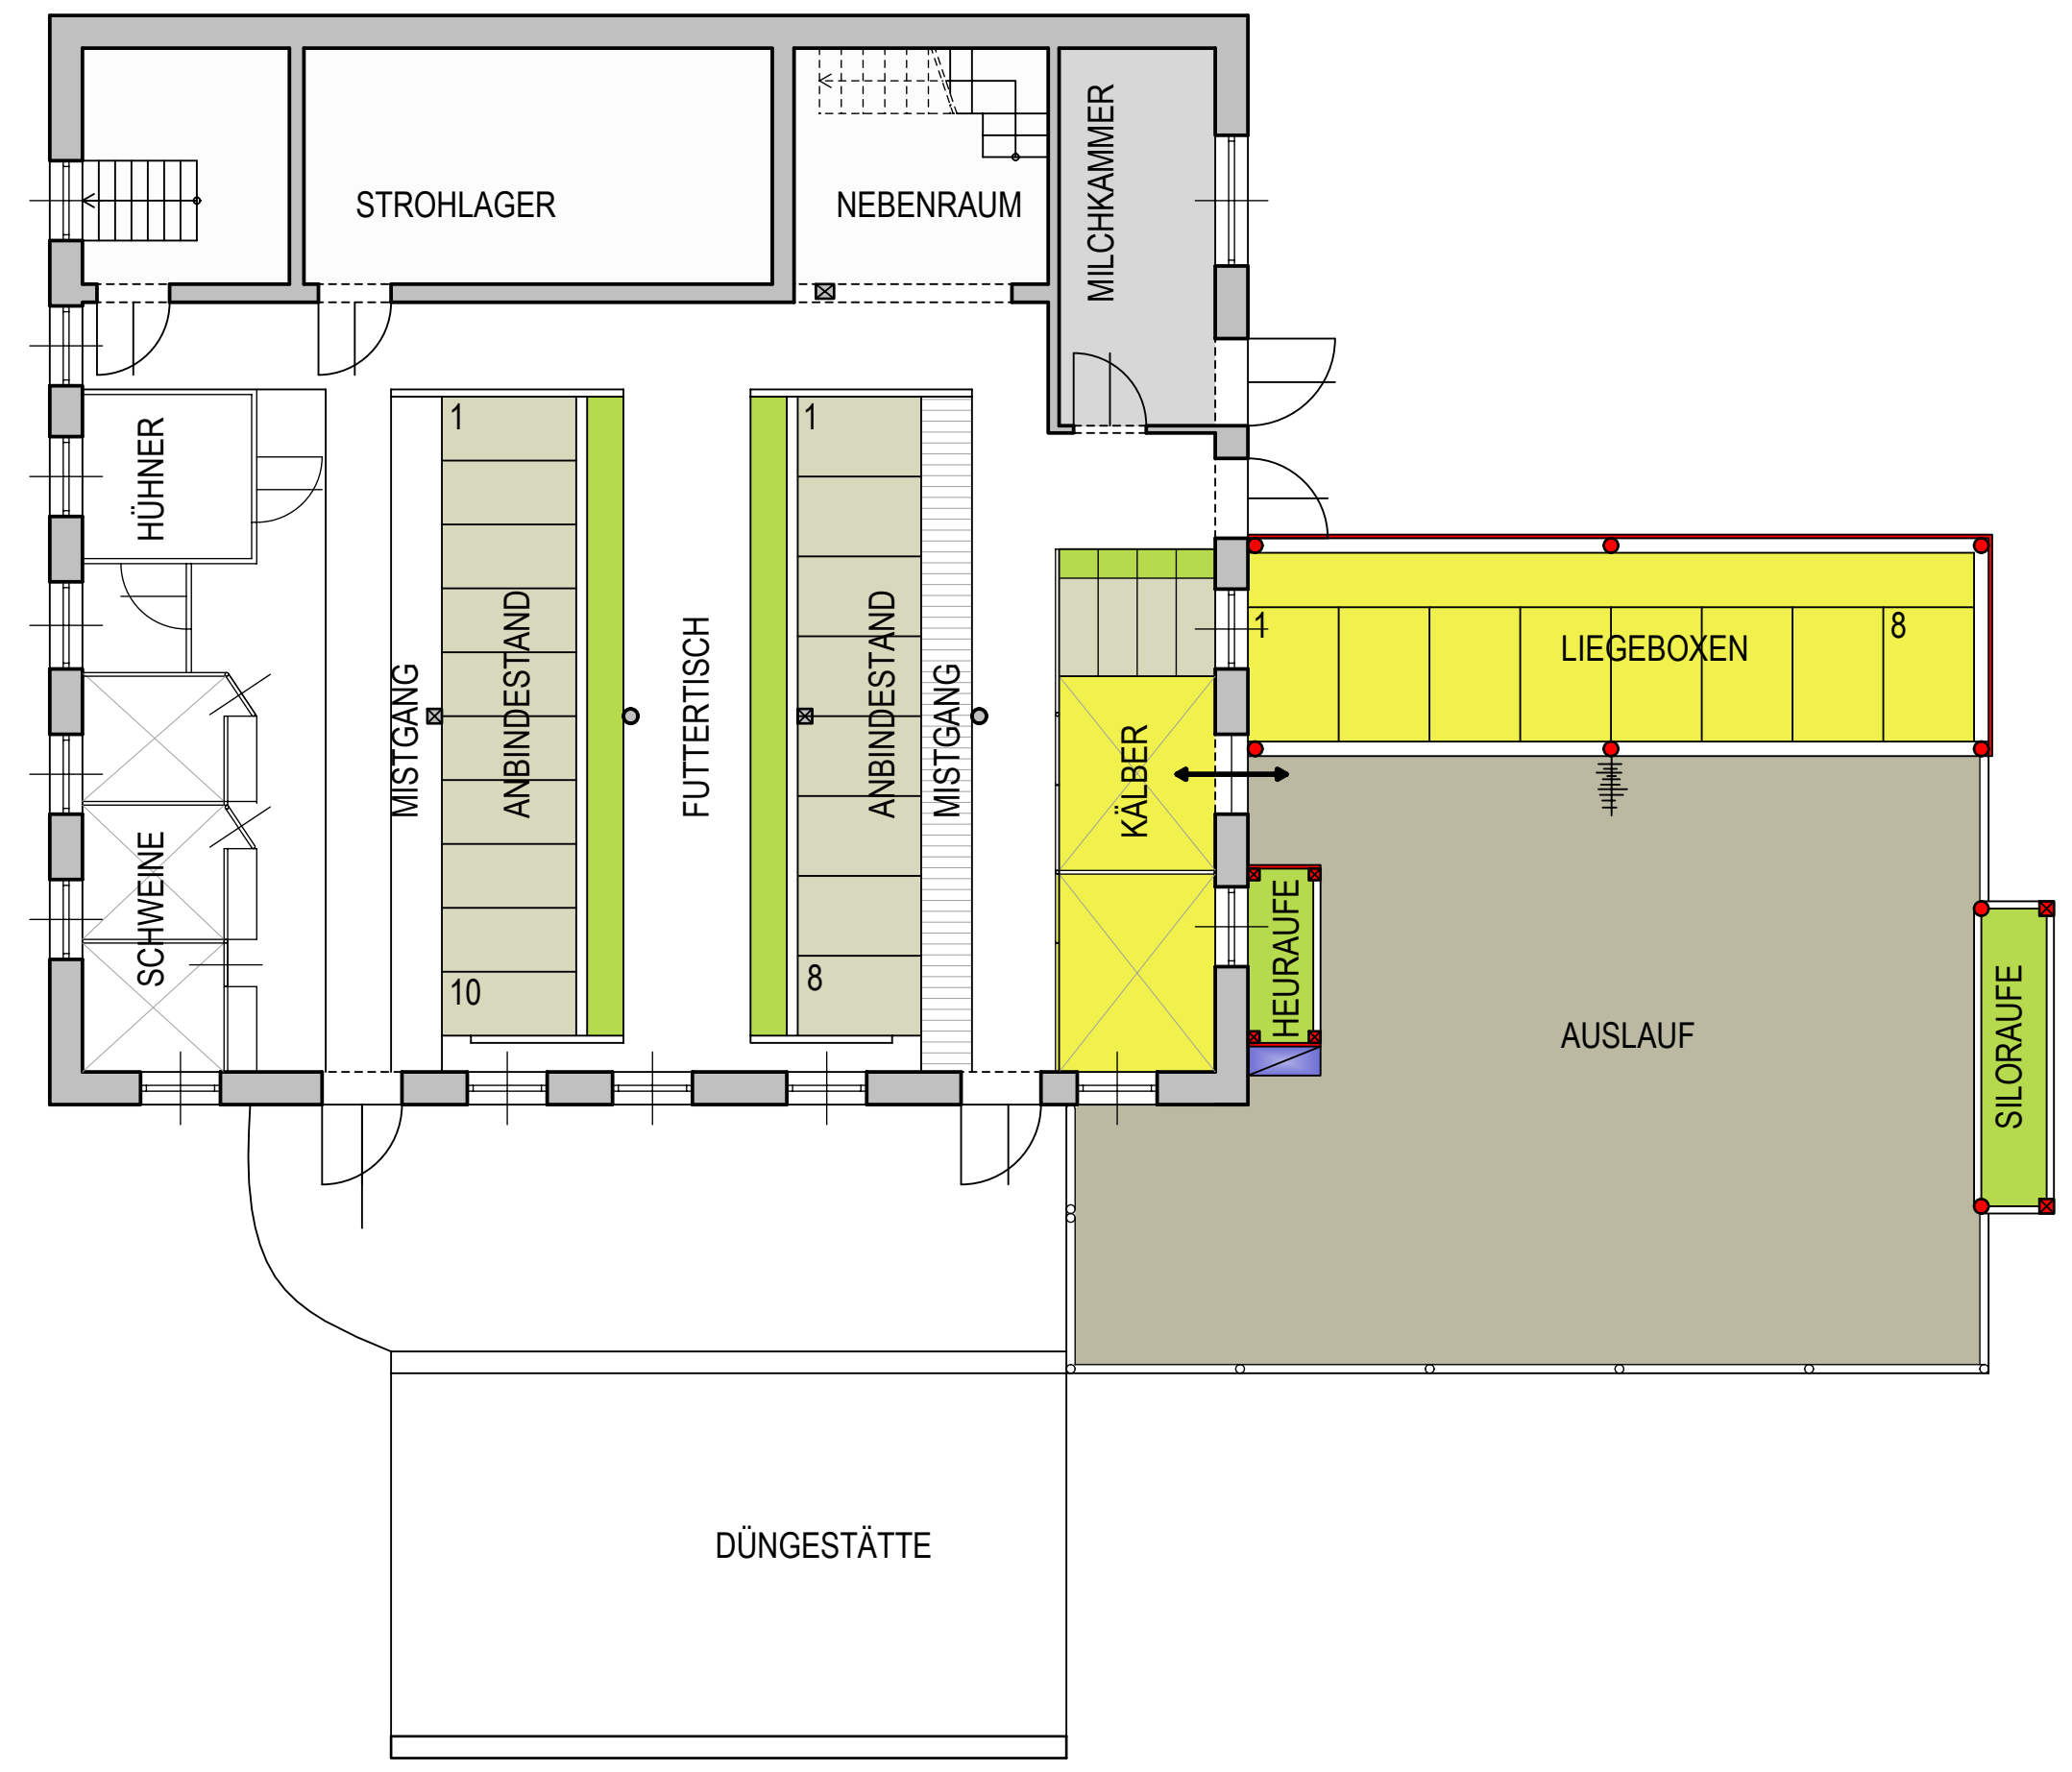 STROHLAGER
NEBENRAUM
MILCHKAMMER
HÜHNER
1
1
MISTGANG
ANBINDESTAND
FUTTERTISCH
ANBINDESTAND
MISTGANG
KÄLBER
1
LIEGEBOXEN
8
SCHWEINE
10
8
HEURAUFE
AUSLAUF
SILORAUFE
DÜNGESTÄTTE